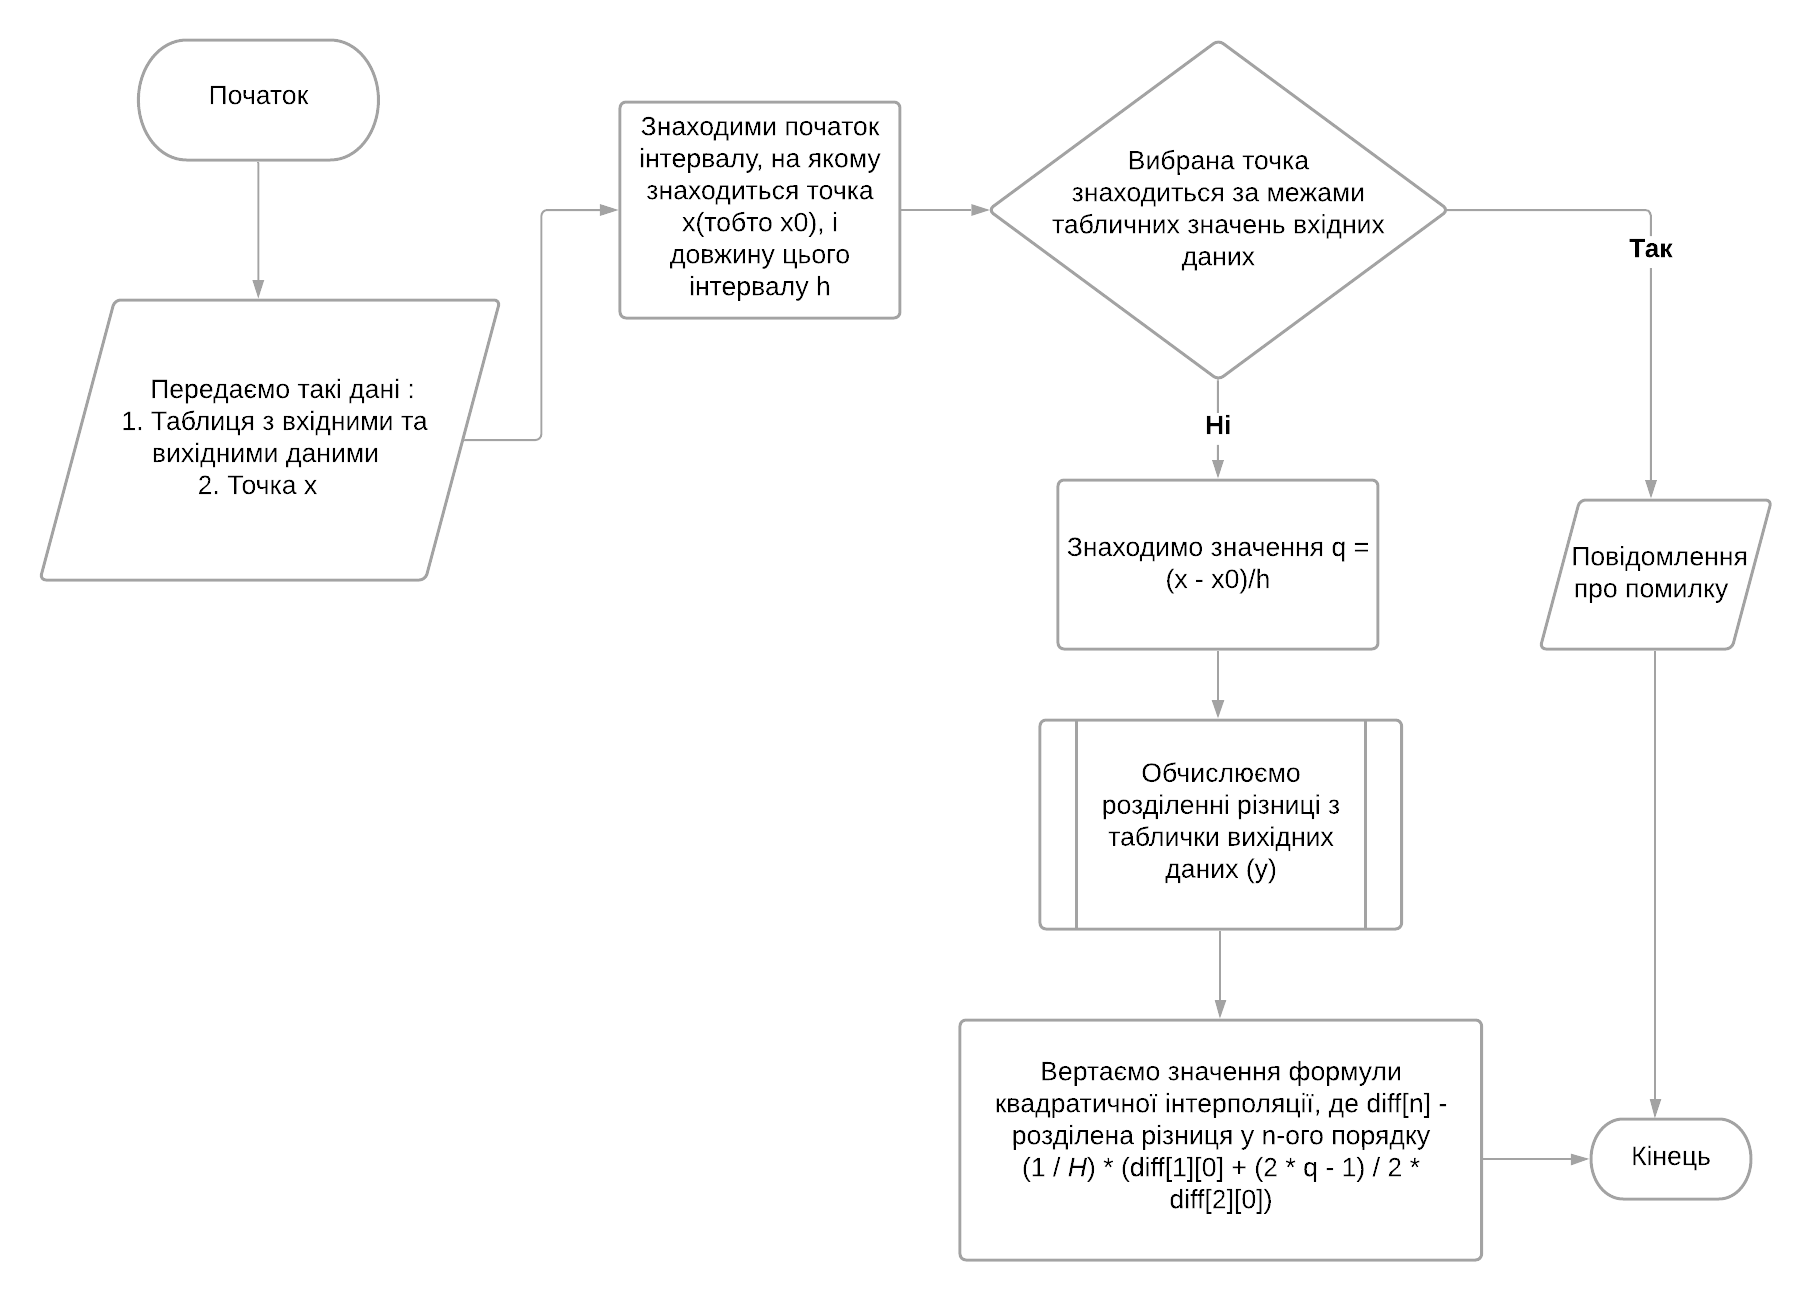 Початок
Передаємо такі дані :
1. Таблиця з вхідними та
вихідними даними
2. Точка x
Знаходими початок
інтервалу, на якому
знаходиться точка
x(тобто x0), і
довжину цього
інтервалу h
Вибрана точка
знаходиться за межами
табличних значень вхідних
даних
Так
Ні
Знаходимо значення q =
(x - x0)/h
Повідомлення
про помилку
Обчислюємо
розділенні різниці з
таблички вихідних
даних (y)
Вертаємо значення формули
квадратичної інтерполяції, де diff[n] -
розділена різниця у n-ого порядку
(1 / H) * (diff[1][0] + (2 * q - 1) / 2 *
diff[2][0])
Кінець